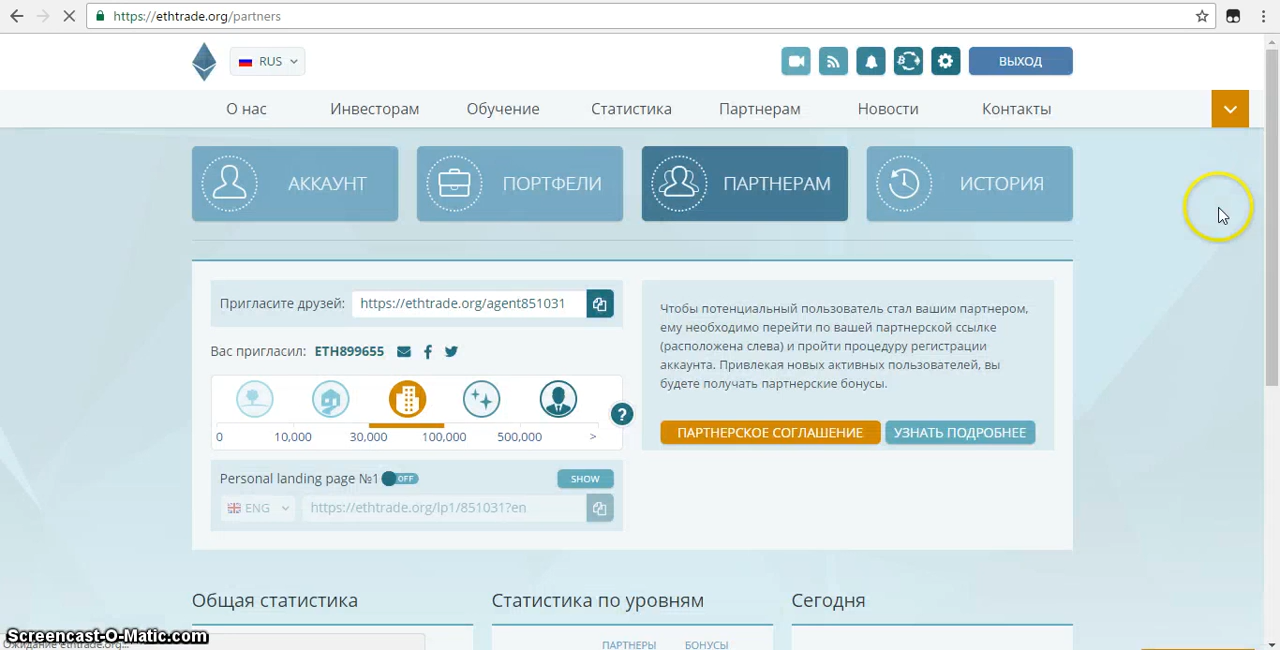 https://ethtrade.org/partners
RUS
ВЫХОД
О нас Инвесторам Обучение Статистика Партнерам Новости Контакты
АККАУНТ ПОРТФЕЛИ ПАРТНЕРАМ ИСТОРИЯ
Пригласите друзей: https://ethtrade.org/agent851031
Вас пригласил: ETH899655
0 10,000 30,000 100,000 500,000 >
?
Personal landing page №1 OFF SHOW
ENG https://ethtrade.org/lp1/851031?en
Чтобы потенциальный пользователь стал вашим партнером,
ему необходимо перейти по вашей партнерской ссылке
(расположена слева) и пройти процедуру регистрации
аккаунта. Привлекая новых активных пользователей, вы
будете получать партнерские бонусы.
ПАРТНЕРСКОЕ СОГЛАШЕНИЕ УЗНАТЬ ПОДРОБНЕЕ
Общая статистика Статистика по уровням Сегодня
ПАРТНЕРЫ БОНУСЫ
Screencast-O-Matic.com
Ожидание ethtrade.org...